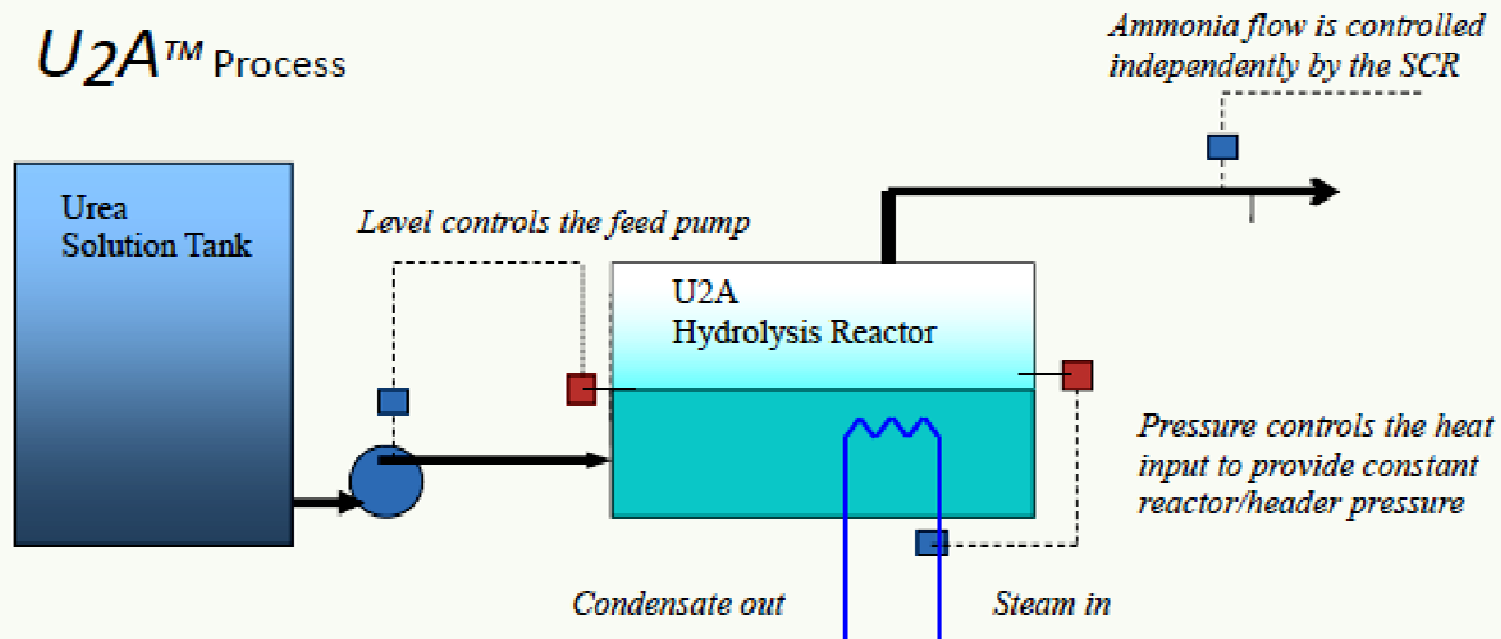 U2A™ Process
Ammonia flow is controlled
independently by the SCR
Urea
Solution Tank
Level controls the feed pump
U2A
Hydrolysis Reactor
Pressure controls the heat
input to provide constant
reactor/header pressure
Condensate out
Steam in